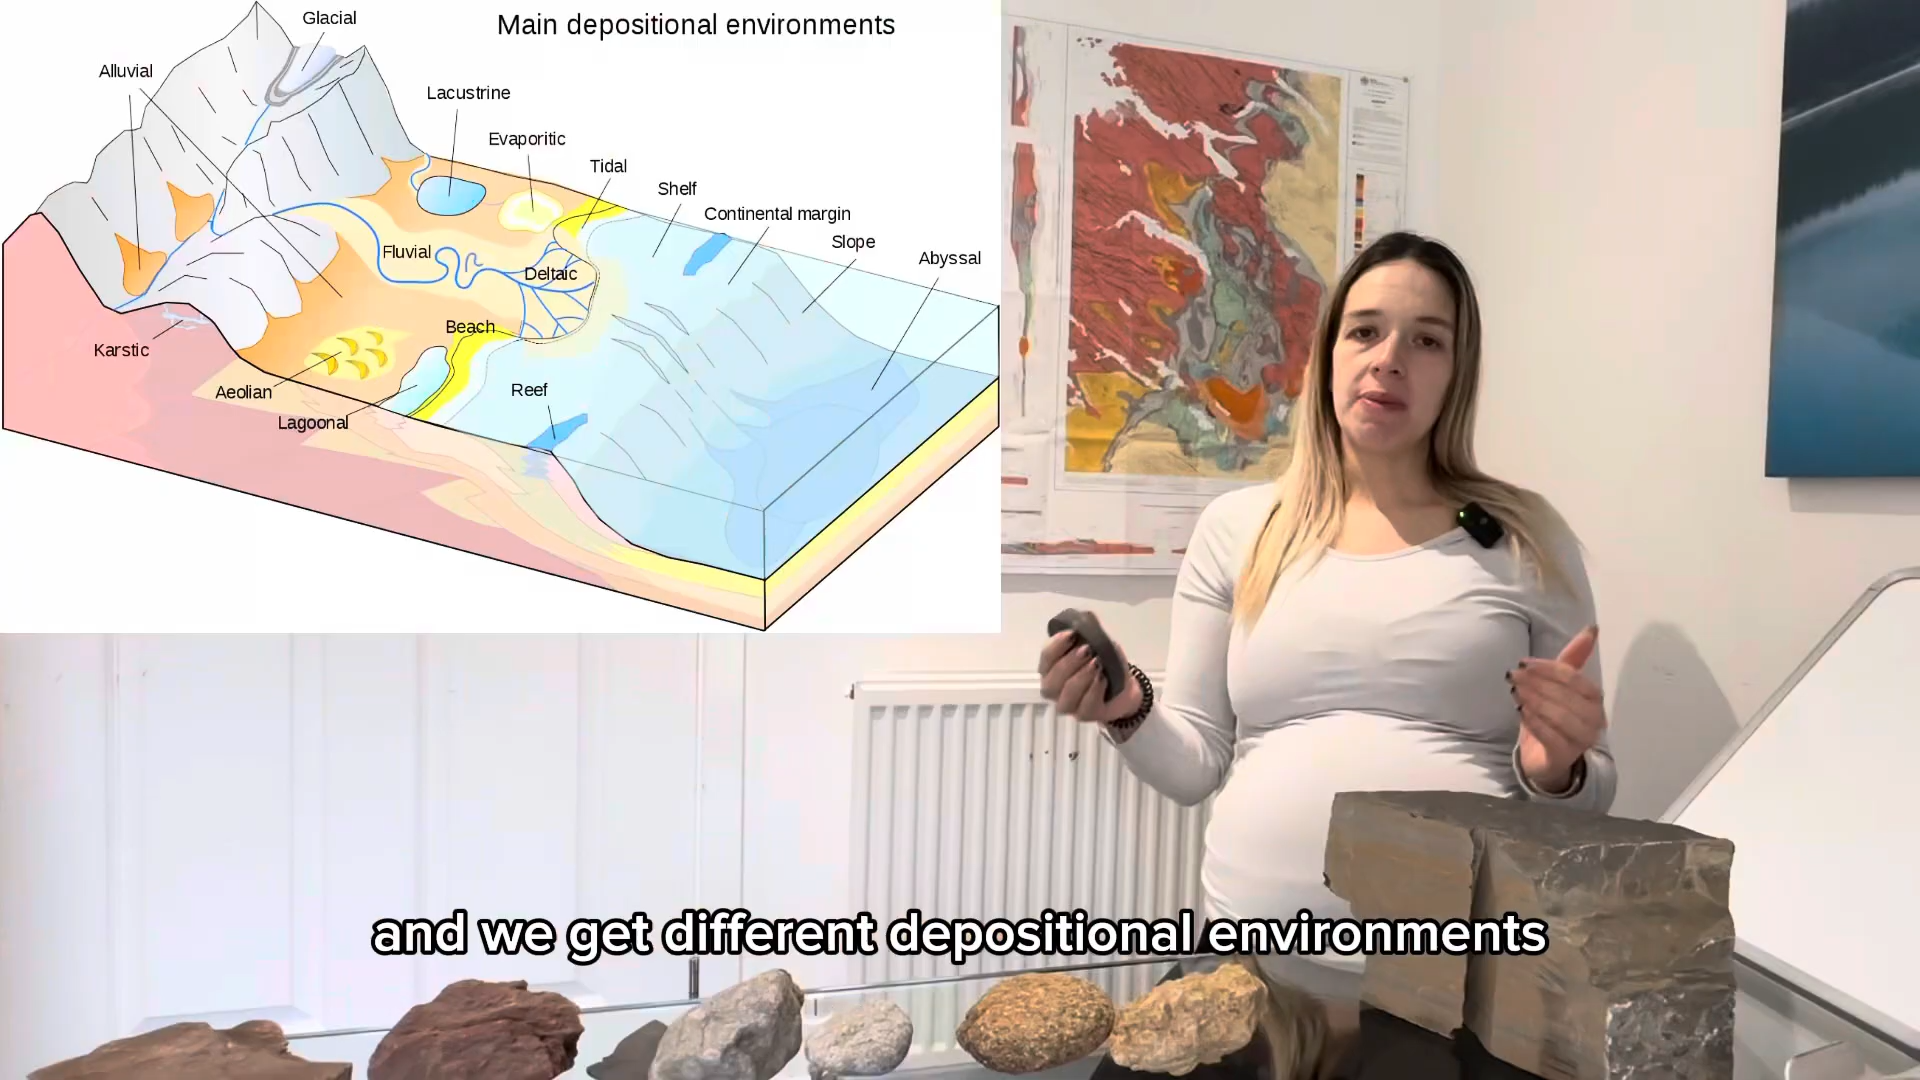 Main depositional environments
Glacial
Alluvial
Lacustrine
Evaporitic
Tidal
Shelf
Continental margin
Slope
Abyssal
Fluvial
Deltaic
Beach
Karstic
Aeolian
Reef
Lagoonal
and we get different depositional environments